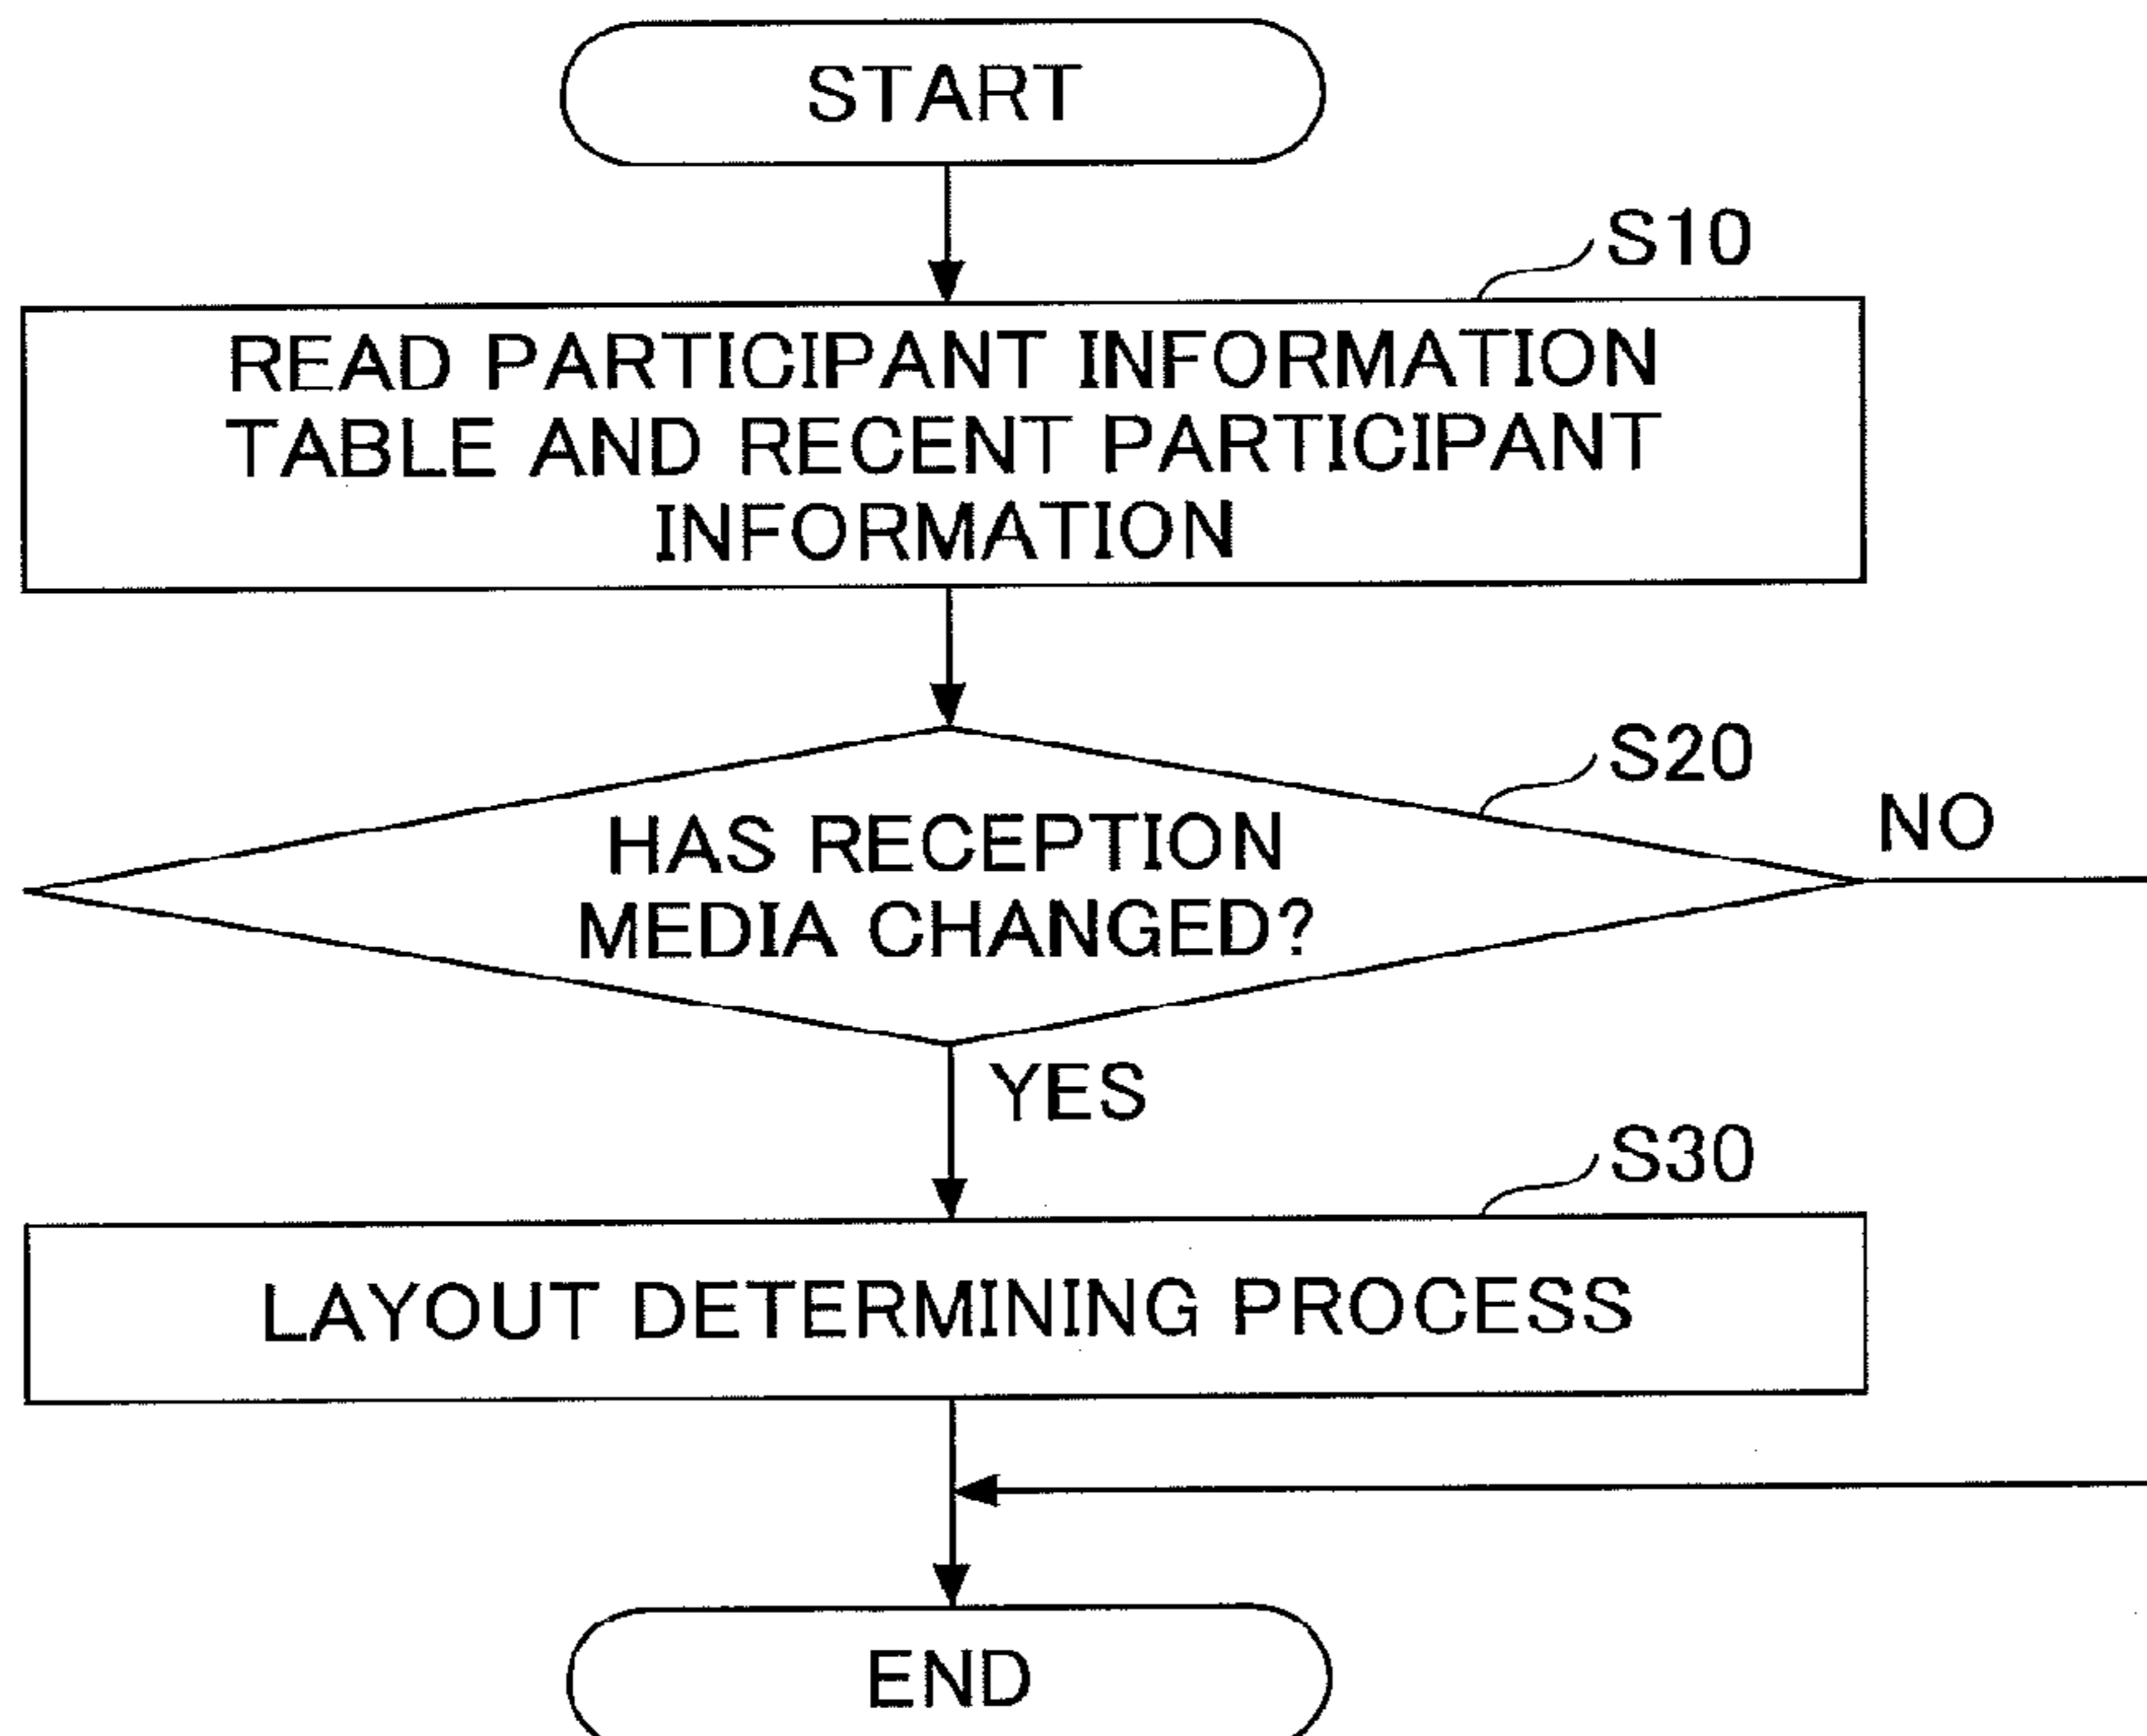 START
S10
READ PARTICIPANT INFORMATION
TABLE AND RECENT PARTICIPANT
INFORMATION
S20
NO
HAS RECEPTION
MEDIA CHANGED?
YES
S30
LAYOUT DETERMINING PROCESS
END